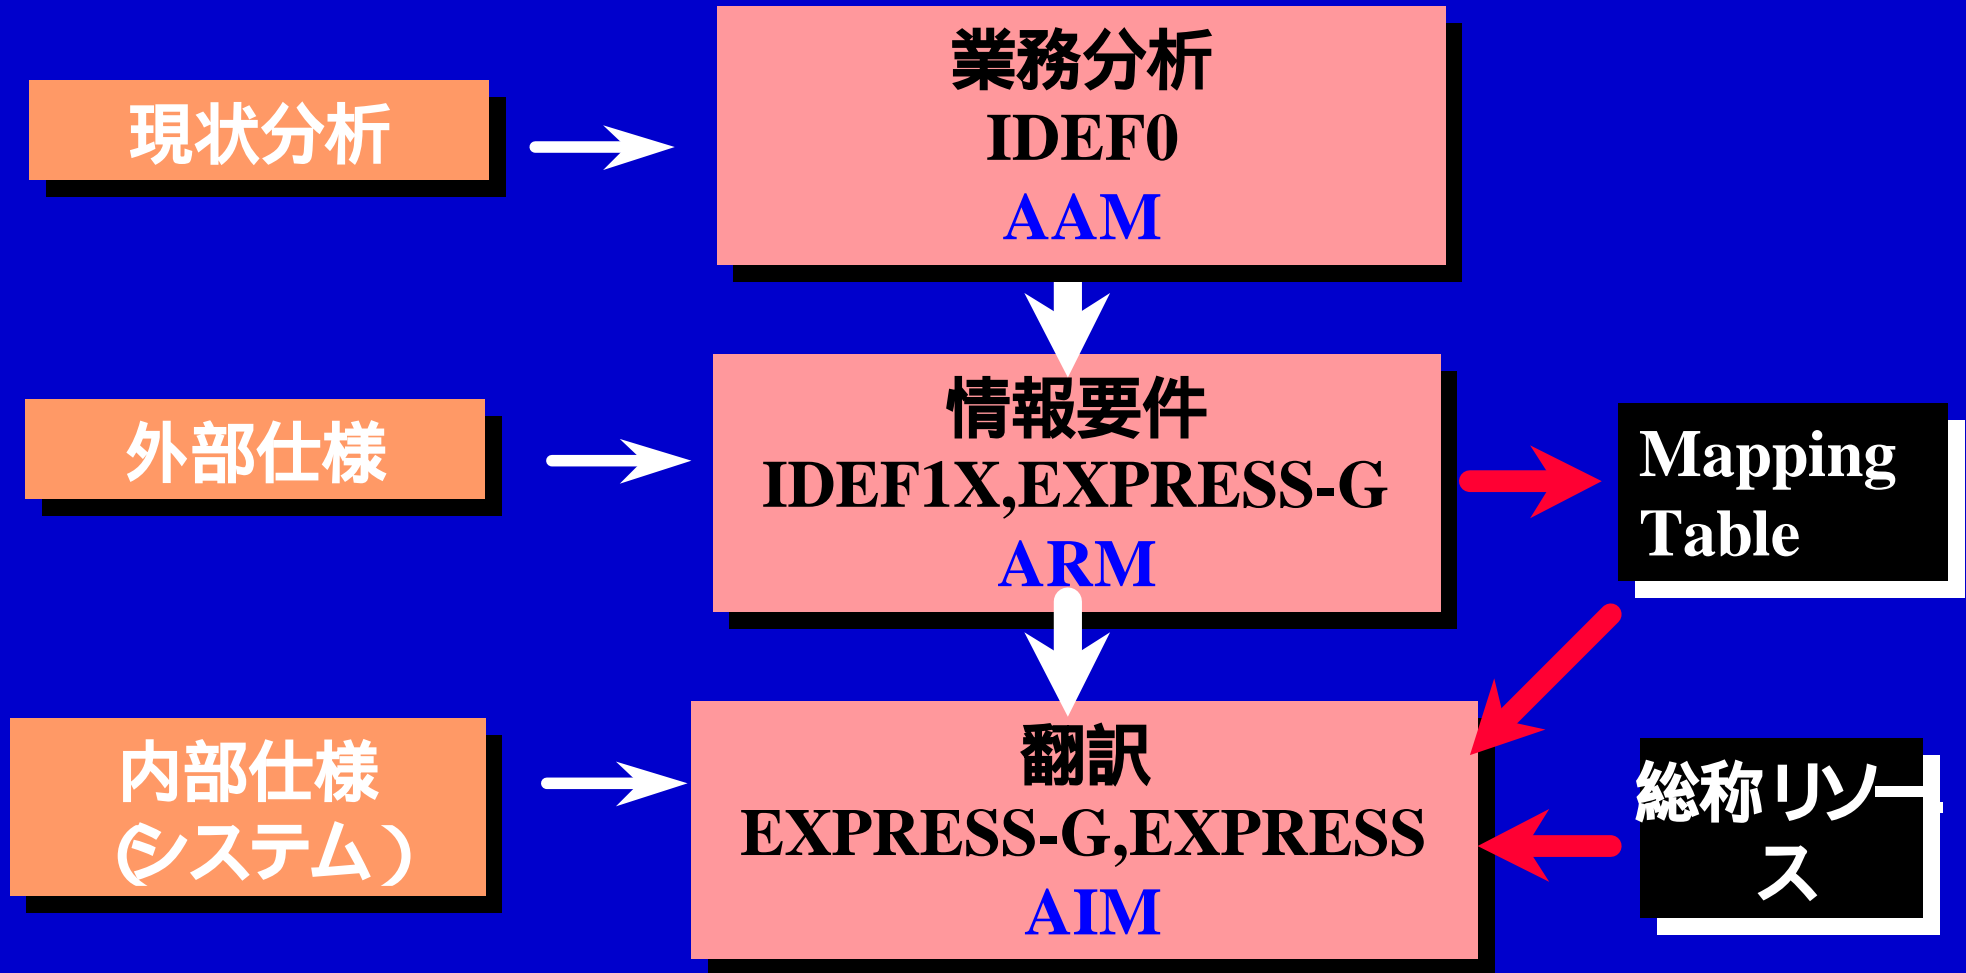 現状分析
業務分析
IDEF0
AAM
外部仕様
情報要件
IDEF1X,EXPRESS-G
ARM
Mapping
Table
内部仕様
(システム)
翻訳
EXPRESS-G,EXPRESS
AIM
総称リソー
ス